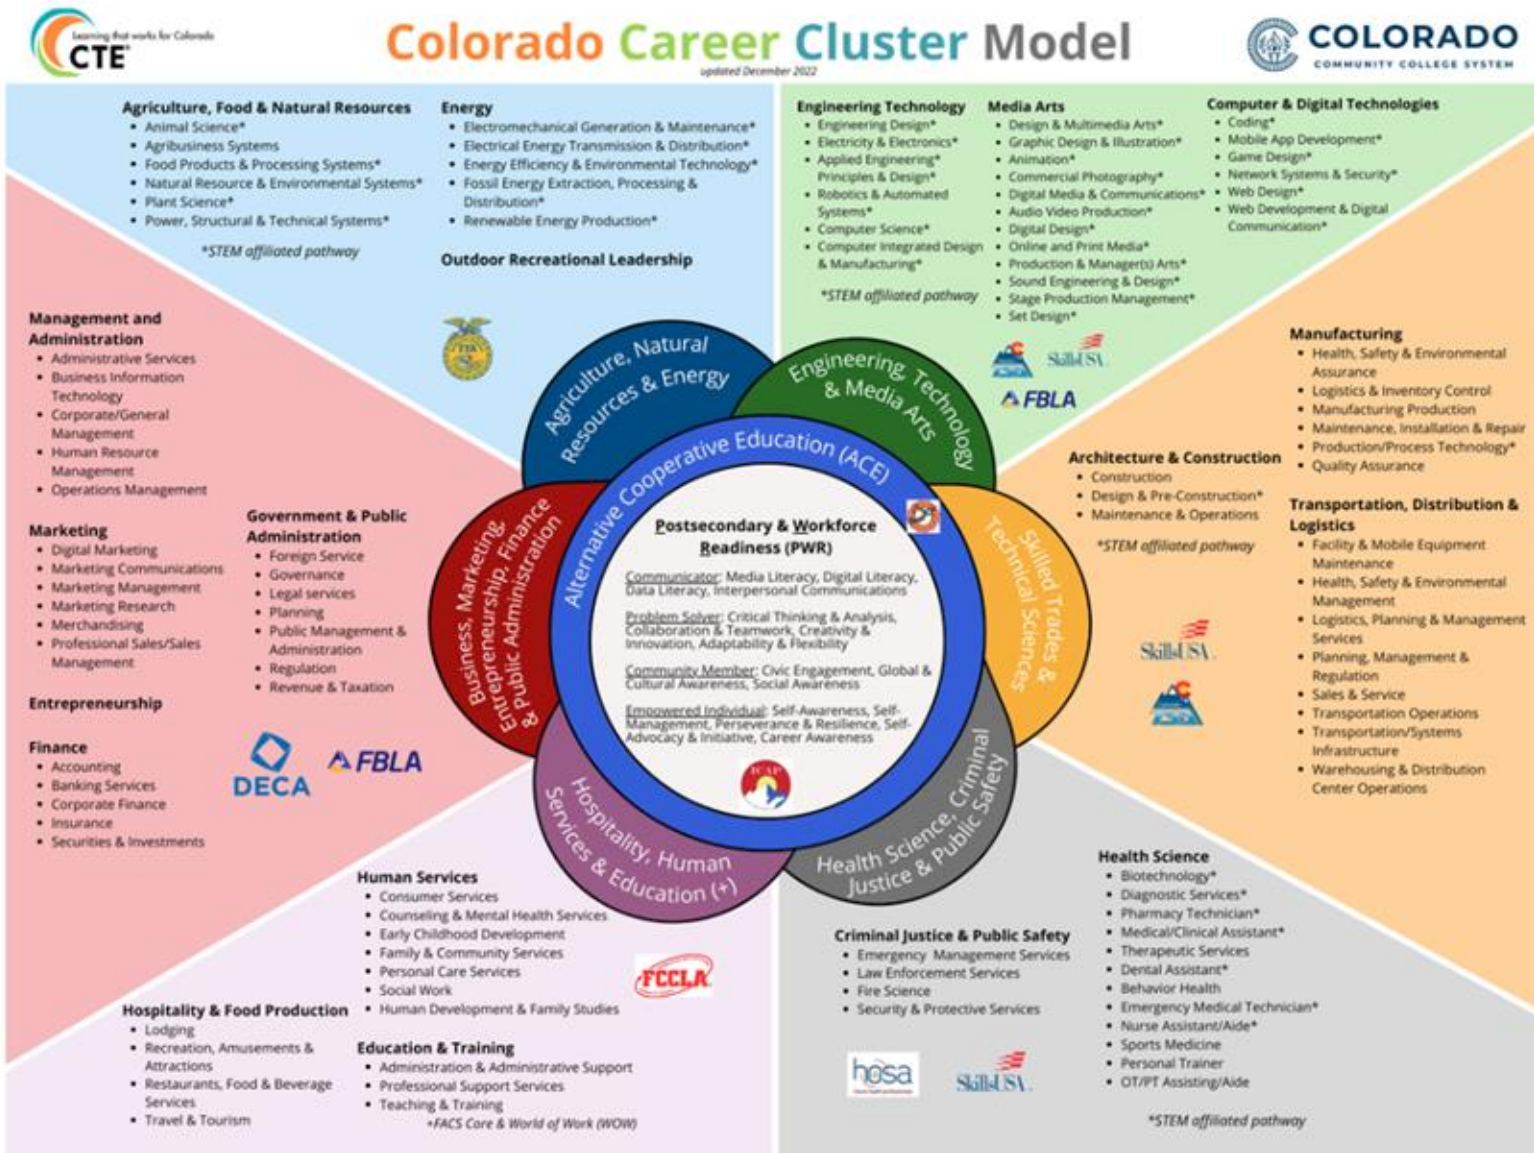 Learning that works for Colorado
CTE
Colorado Career Cluster Model
updated December 2022
COLORADO
COMMUNITY COLLEGE SYSTEM
Agriculture, Food & Natural Resources
• Animal Science*
• Agribusiness Systems
• Food Products & Processing Systems*
• Natural Resource & Environmental Systems*
• Plant Science*
• Power, Structural & Technical Systems*
*STEM affiliated pathway
Energy
• Electromechanical Generation & Maintenance*
• Electrical Energy Transmission & Distribution*
• Energy Efficiency & Environmental Technology*
• Fossil Energy Extraction, Processing &
Distribution*
• Renewable Energy Production*
Outdoor Recreational Leadership
Engineering Technology
• Engineering Design*
• Electricity & Electronics*
• Applied Engineering*
Principles & Design*
• Robotics & Automated
Systems*
• Computer Science*
• Computer Integrated Design
& Manufacturing*
*STEM affiliated pathway
Media Arts
• Design & Multimedia Arts*
• Graphic Design & Illustration*
• Animation*
• Commercial Photography*
• Digital Media & Communications*
• Audio Video Production*
• Digital Design*
• Online and Print Media*
• Production & Manager(s) Arts*
• Sound Engineering & Design*
• Stage Production Management*
• Set Design*
Computer & Digital Technologies
• Coding*
• Mobile App Development*
• Game Design*
• Network Systems & Security*
• Web Design*
• Web Development & Digital
Communication*
SkillsUSA
FBLA
Management and
Administration
• Administrative Services
• Business Information
Technology
• Corporate/General
Management
• Human Resource
Management
• Operations Management
Marketing
• Digital Marketing
• Marketing Communications
• Marketing Management
• Marketing Research
• Merchandising
• Professional Sales/Sales
Management
Entrepreneurship
Finance
• Accounting
• Banking Services
• Corporate Finance
• Insurance
• Securities & Investments
Government & Public
Administration
• Foreign Service
• Governance
• Legal services
• Planning
• Public Management &
Administration
• Regulation
• Revenue & Taxation
DECA
FBLA
Agriculture, Natural
Resources & Energy
Engineering, Technology
& Media Arts
Skilled Trades &
Technical Sciences
Health Science, Criminal
Justice & Public Safety
Hospitality, Human
Services & Education (+)
Business, Marketing,
Entrepreneurship, Finance
& Public Administration
Alternative Cooperative Education (ACE)
Postsecondary & Workforce
Readiness (PWR)
Communicator: Media Literacy, Digital Literacy,
Data Literacy, Interpersonal Communications
Problem Solver: Critical Thinking & Analysis,
Collaboration & Teamwork, Creativity &
Innovation, Adaptability & Flexibility
Community Member: Civic Engagement, Global &
Cultural Awareness, Social Awareness
Empowered Individual: Self-Awareness, Self-
Management, Perseverance & Resilience, Self-
Advocacy & Initiative, Career Awareness
ICAP
Architecture & Construction
• Construction
• Design & Pre-Construction*
• Maintenance & Operations
*STEM affiliated pathway
SkillsUSA
Manufacturing
• Health, Safety & Environmental
Assurance
• Logistics & Inventory Control
• Manufacturing Production
• Maintenance, Installation & Repair
• Production/Process Technology*
• Quality Assurance
Transportation, Distribution &
Logistics
• Facility & Mobile Equipment
Maintenance
• Health, Safety & Environmental
Management
• Logistics, Planning & Management
Services
• Planning, Management &
Regulation
• Sales & Service
• Transportation Operations
• Transportation/Systems
Infrastructure
• Warehousing & Distribution
Center Operations
Hospitality & Food Production
• Lodging
• Recreation, Amusements &
Attractions
• Restaurants, Food & Beverage
Services
• Travel & Tourism
Human Services
• Consumer Services
• Counseling & Mental Health Services
• Early Childhood Development
• Family & Community Services
• Personal Care Services
• Social Work
• Human Development & Family Studies
Education & Training
• Administration & Administrative Support
• Professional Support Services
• Teaching & Training
+FACS Core & World of Work (WOW)
FCCLA
Criminal Justice & Public Safety
• Emergency Management Services
• Law Enforcement Services
• Fire Science
• Security & Protective Services
hosa
SkillsUSA
Health Science
• Biotechnology*
• Diagnostic Services*
• Pharmacy Technician*
• Medical/Clinical Assistant*
• Therapeutic Services
• Dental Assistant*
• Behavior Health
• Emergency Medical Technician*
• Nurse Assistant/Aide*
• Sports Medicine
• Personal Trainer
• OT/PT Assisting/Aide
*STEM affiliated pathway